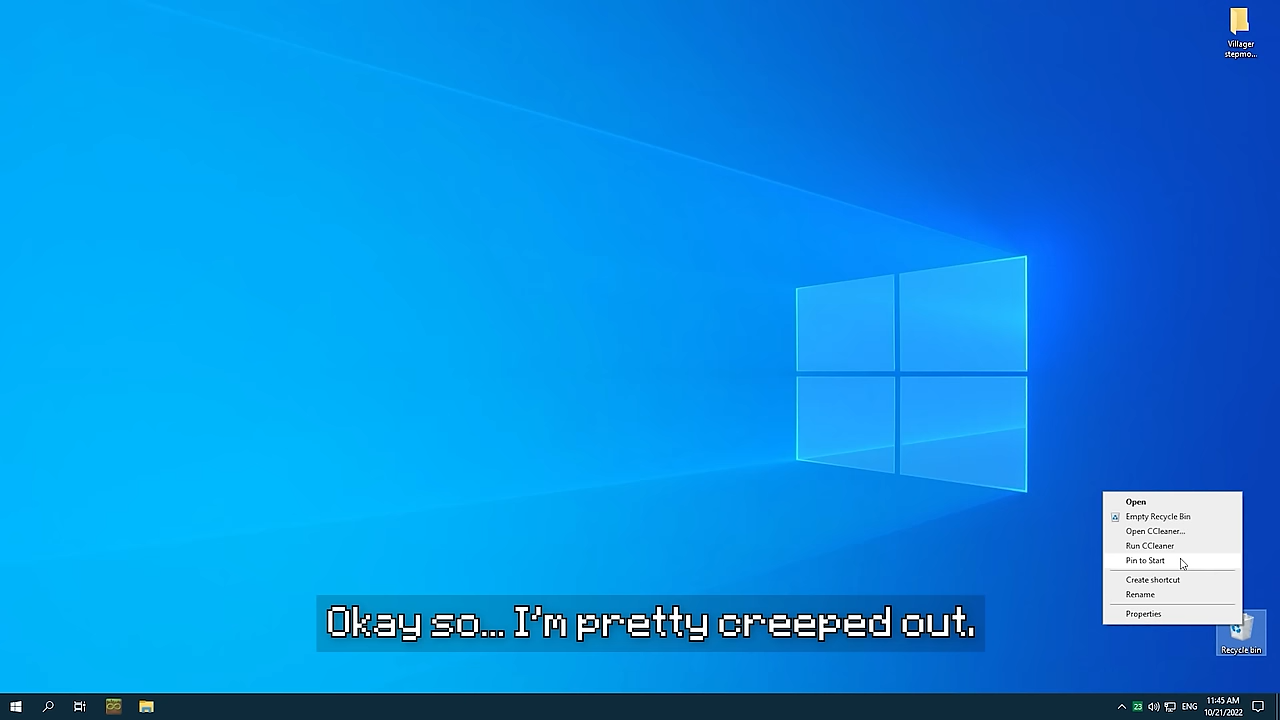 Villager
stepmo...
Open
Empty Recycle Bin
Open CCleaner...
Run CCleaner
Pin to Start
Create shortcut
Rename
Properties
Recycle bin
Okay so... I'm pretty creeped out.
23
ENG
11:45 AM
10/21/2022